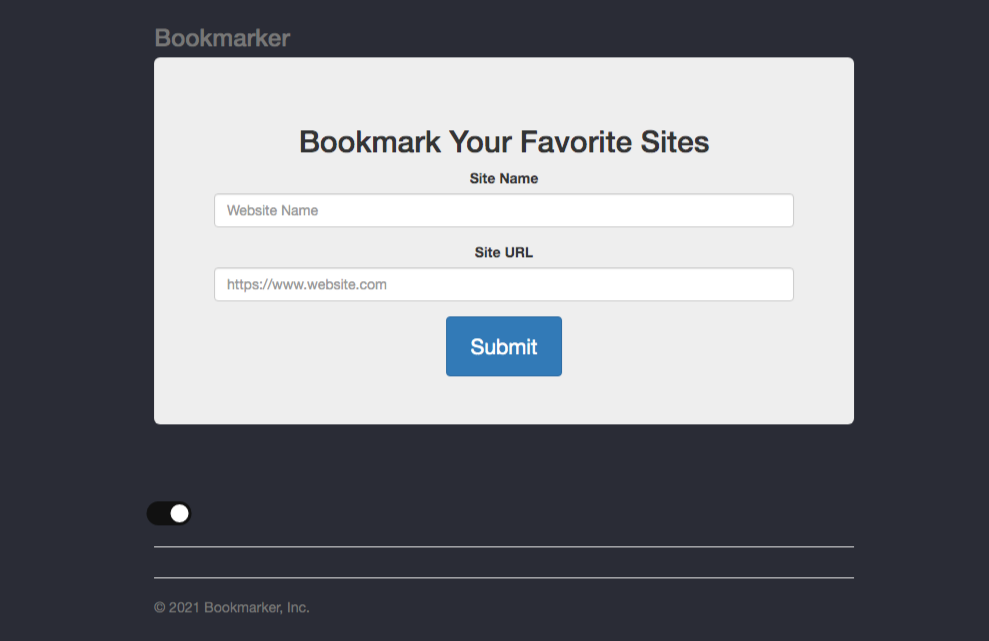 Bookmarker
Bookmark Your Favorite Sites
Site Name
Website Name
Site URL
https://www.website.com
Submit
© 2021 Bookmarker, Inc.